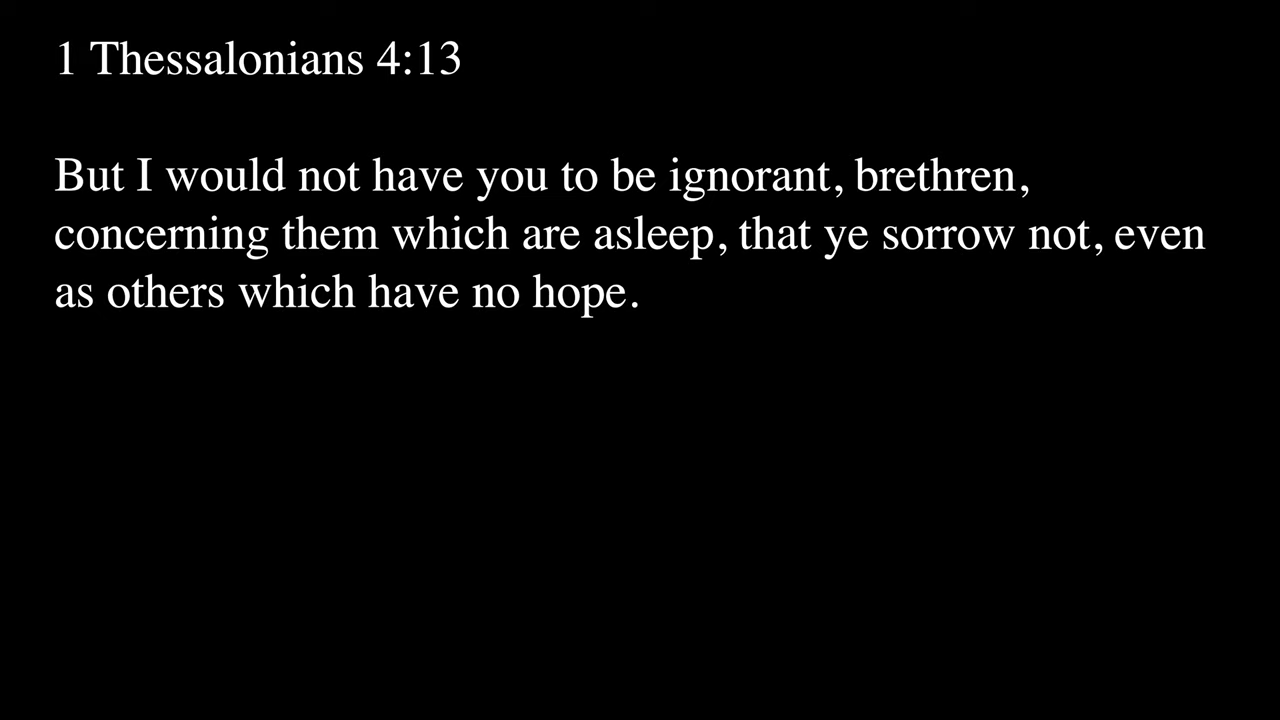 1 Thessalonians 4:13
But I would not have you to be ignorant, brethren,
concerning them which are asleep, that ye sorrow not, even
as others which have no hope.